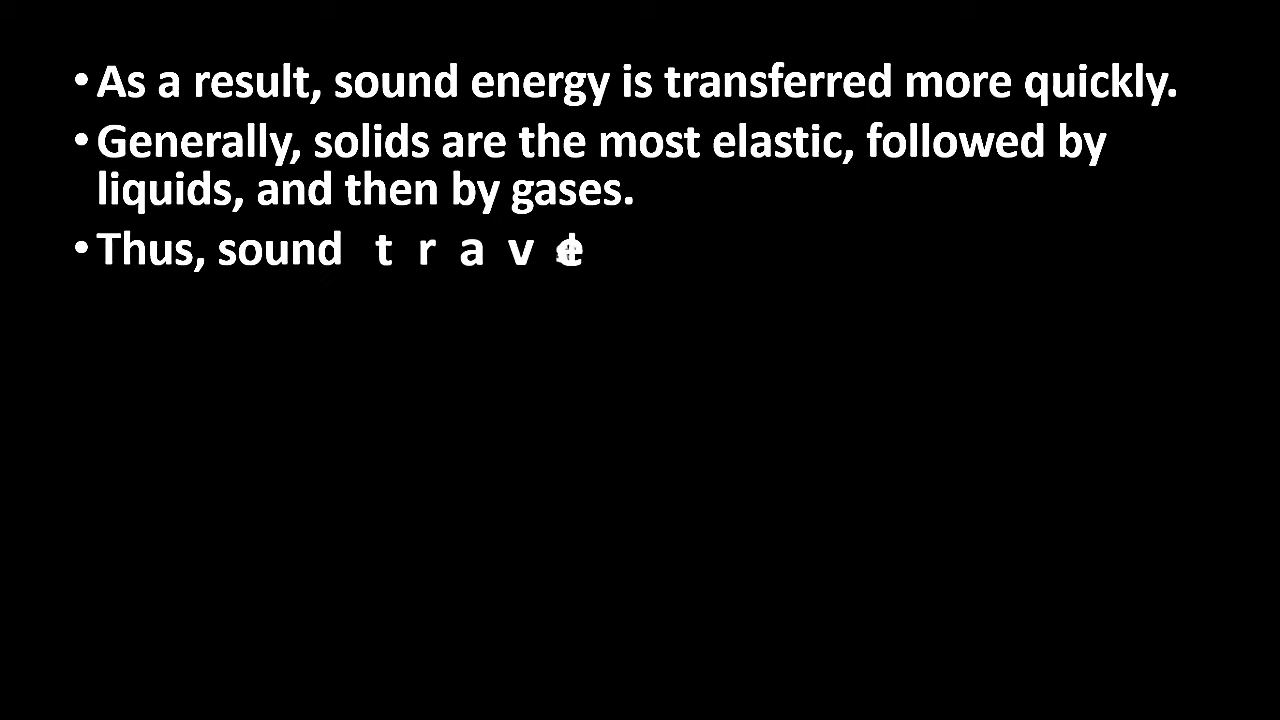 • As a result, sound energy is transferred more quickly.
• Generally, solids are the most elastic, followed by
liquids, and then by gases.
• Thus, sound t r a v